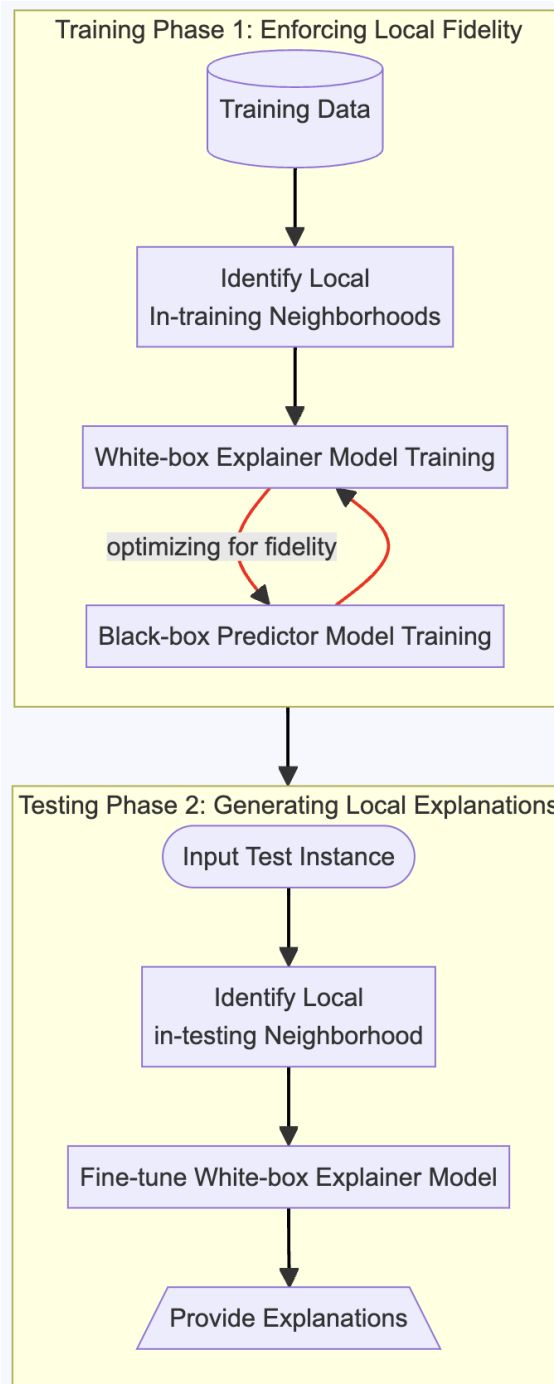 Training Phase 1: Enforcing Local Fidelity
Training Data
Identify Local
In-training Neighborhoods
White-box Explainer Model Training
optimizing for fidelity
Black-box Predictor Model Training
Testing Phase 2: Generating Local Explanations
Input Test Instance
Identify Local
in-testing Neighborhood
Fine-tune White-box Explainer Model
Provide Explanations